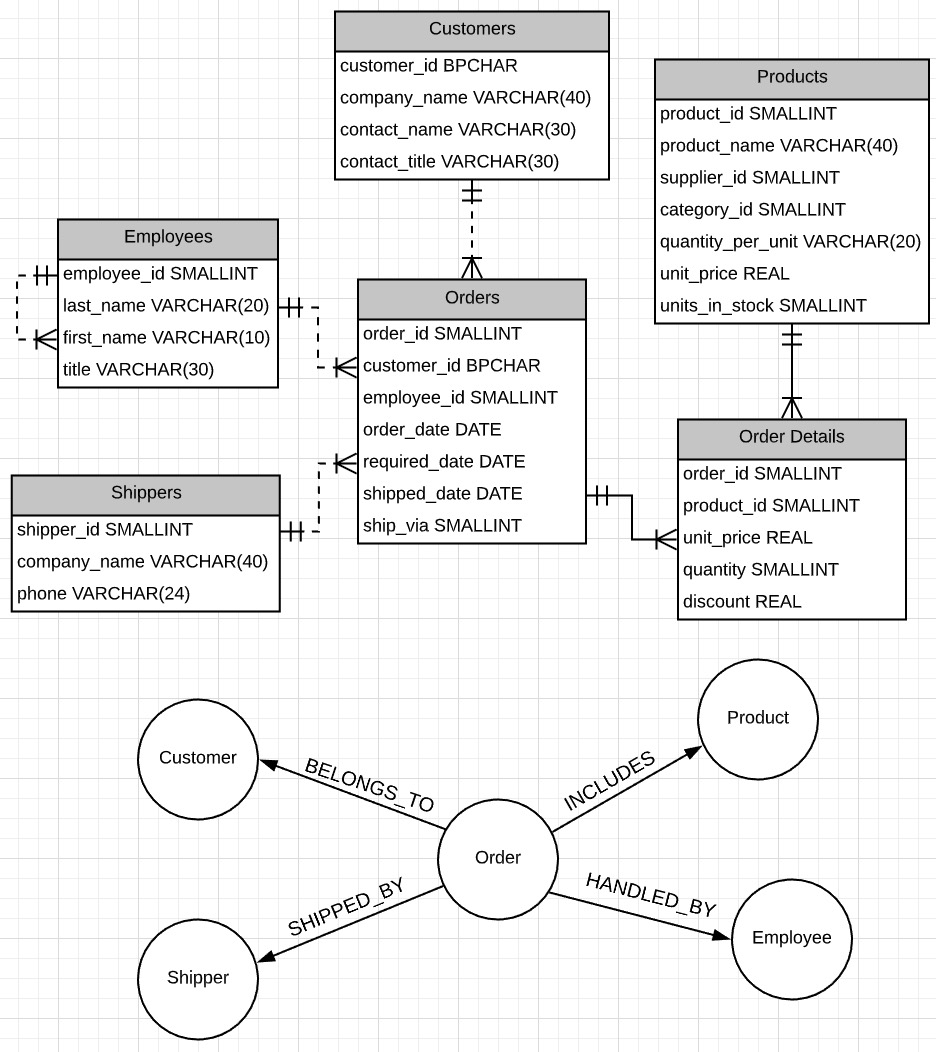 Customers
customer_id BPCHAR
company_name VARCHAR(40)
contact_name VARCHAR(30)
contact_title VARCHAR(30)
Products
product_id SMALLINT
product_name VARCHAR(40)
supplier_id SMALLINT
category_id SMALLINT
quantity_per_unit VARCHAR(20)
unit_price REAL
units_in_stock SMALLINT
Employees
employee_id SMALLINT
last_name VARCHAR(20)
first_name VARCHAR(10)
title VARCHAR(30)
Orders
order_id SMALLINT
customer_id BPCHAR
employee_id SMALLINT
order_date DATE
required_date DATE
shipped_date DATE
ship_via SMALLINT
Order Details
order_id SMALLINT
product_id SMALLINT
unit_price REAL
quantity SMALLINT
discount REAL
Shippers
shipper_id SMALLINT
company_name VARCHAR(40)
phone VARCHAR(24)
Customer
BELONGS_TO
INCLUDES
Product
Order
SHIPPED_BY
HANDLED_BY
Shipper
Employee